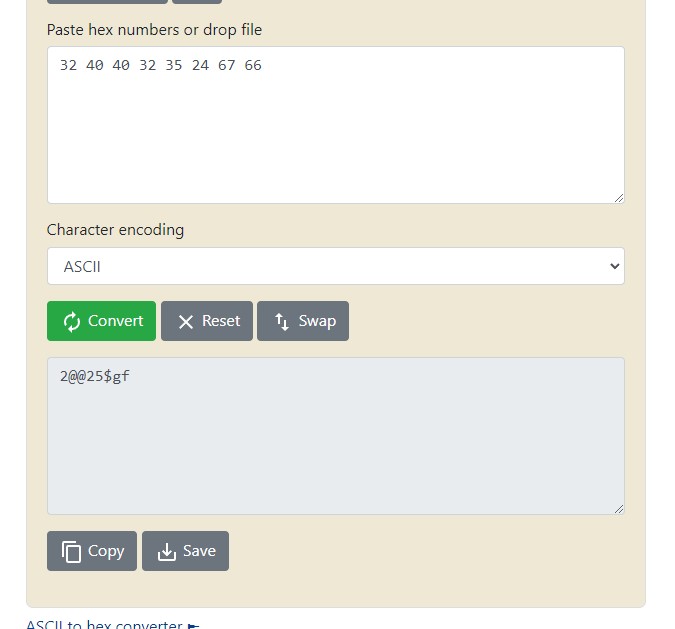 Paste hex numbers or drop file
32 40 40 32 35 24 67 66
Character encoding
ASCII
Convert Reset Swap
2@@25$gf
Copy Save
ASCII to hex converter ►